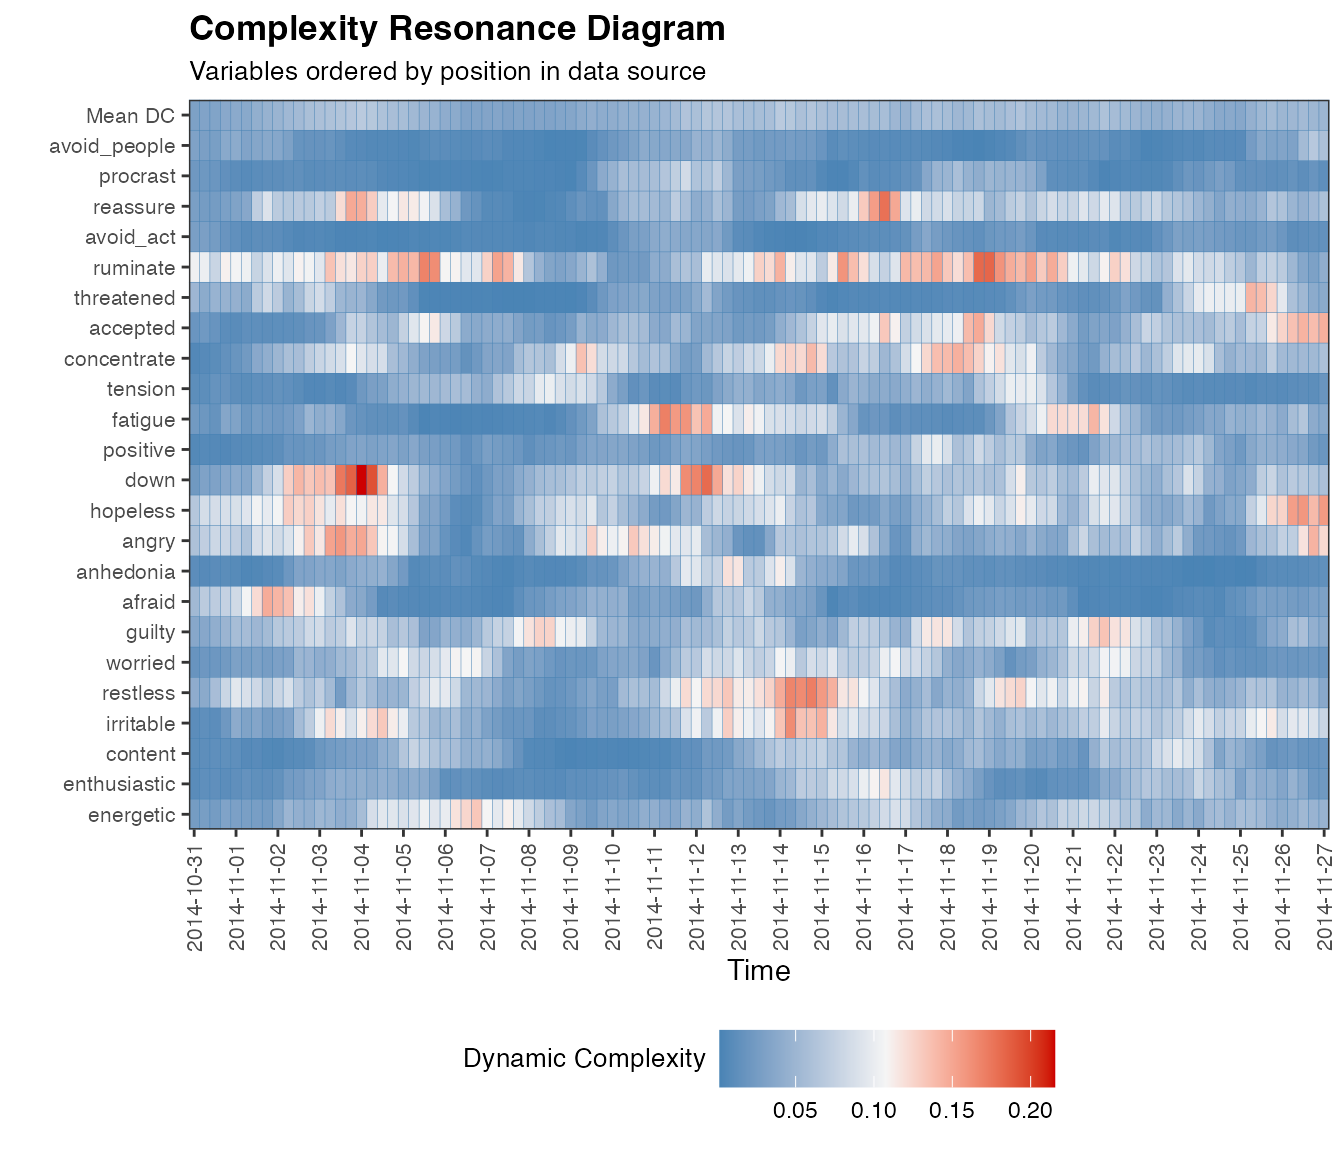 Complexity Resonance Diagram
Variables ordered by position in data source
Mean DC
avoid_people
procrast
reassure
avoid_act
ruminate
threatened
accepted
concentrate
tension
fatigue
positive
down
hopeless
angry
anhedonia
afraid
guilty
worried
restless
irritable
content
enthusiastic
energetic
2014-10-31
2014-11-01
2014-11-02
2014-11-03
2014-11-04
2014-11-05
2014-11-06
2014-11-07
2014-11-08
2014-11-09
2014-11-10
2014-11-11
2014-11-12
2014-11-13
2014-11-14
2014-11-15
2014-11-16
2014-11-17
2014-11-18
2014-11-19
2014-11-20
2014-11-21
2014-11-22
2014-11-23
2014-11-24
2014-11-25
2014-11-26
2014-11-27
Time
Dynamic Complexity
0.05 0.10 0.15 0.20